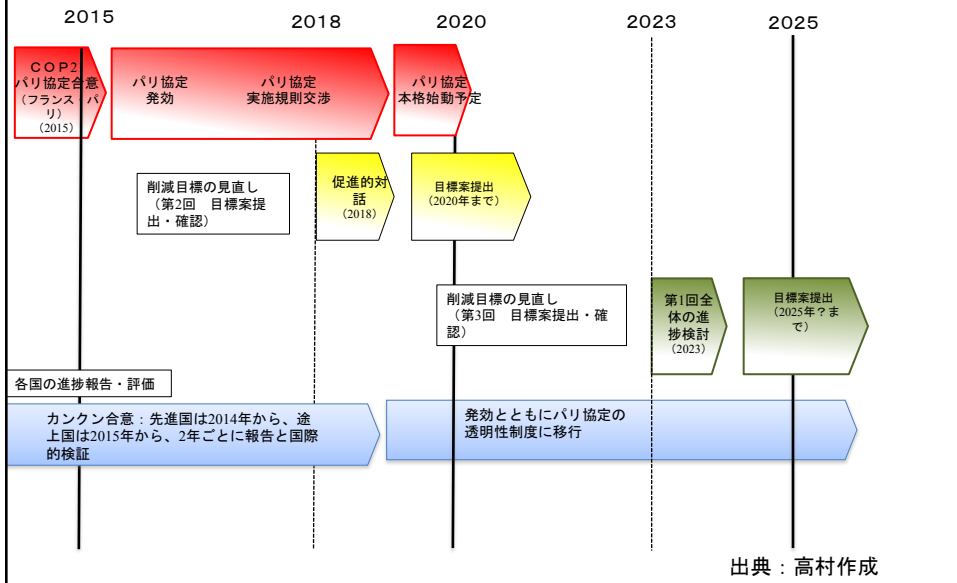 2015
2018
2020
2023
2025
COP2
パリ協定合意
（フランス・パ
リ）
（2015）
パリ協定
発効
パリ協定
実施規則交渉
パリ協定
本格始動予定
削減目標の見直し
（第2回　目標案提
出・確認）
促進的対
話
（2018）
目標案提出
（2020年まで）
削減目標の見直し
（第3回　目標案提出・確
認）
第1回全
体の進
捗検討
（2023）
目標案提出
（2025年？ま
で）
各国の進捗報告・評価
カンクン合意：先進国は2014年から、途
上国は2015年から、2年ごとに報告と国際
的検証
発効とともにパリ協定の
透明性制度に移行
出典：高村作成